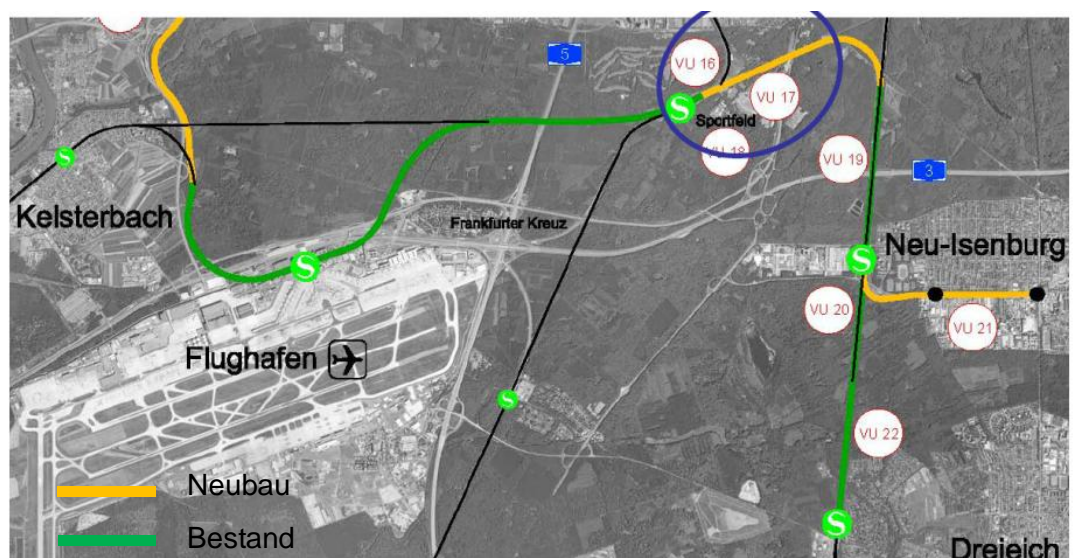 5
VU 16
VU 17
Sportfeld
VU 18
VU 19
3
S
Kelsterbach
Frankfurter Kreuz
Neu-Isenburg
S
S
S
S
VU 20
VU 21
Flughafen
S
VU 22
Neubau
S
Bestand
Dreieich